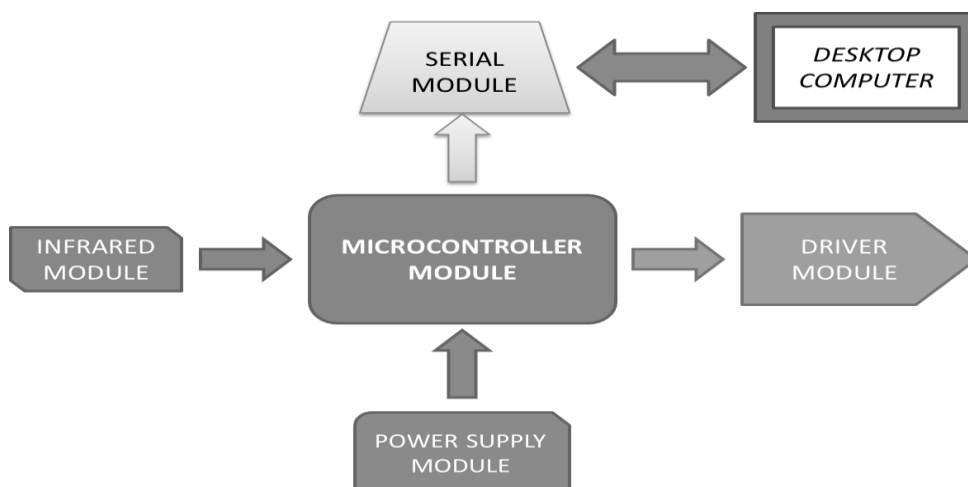 SERIAL
MODULE
DESKTOP
COMPUTER
INFRARED
MODULE
MICROCONTROLLER
MODULE
DRIVER
MODULE
POWER SUPPLY
MODULE